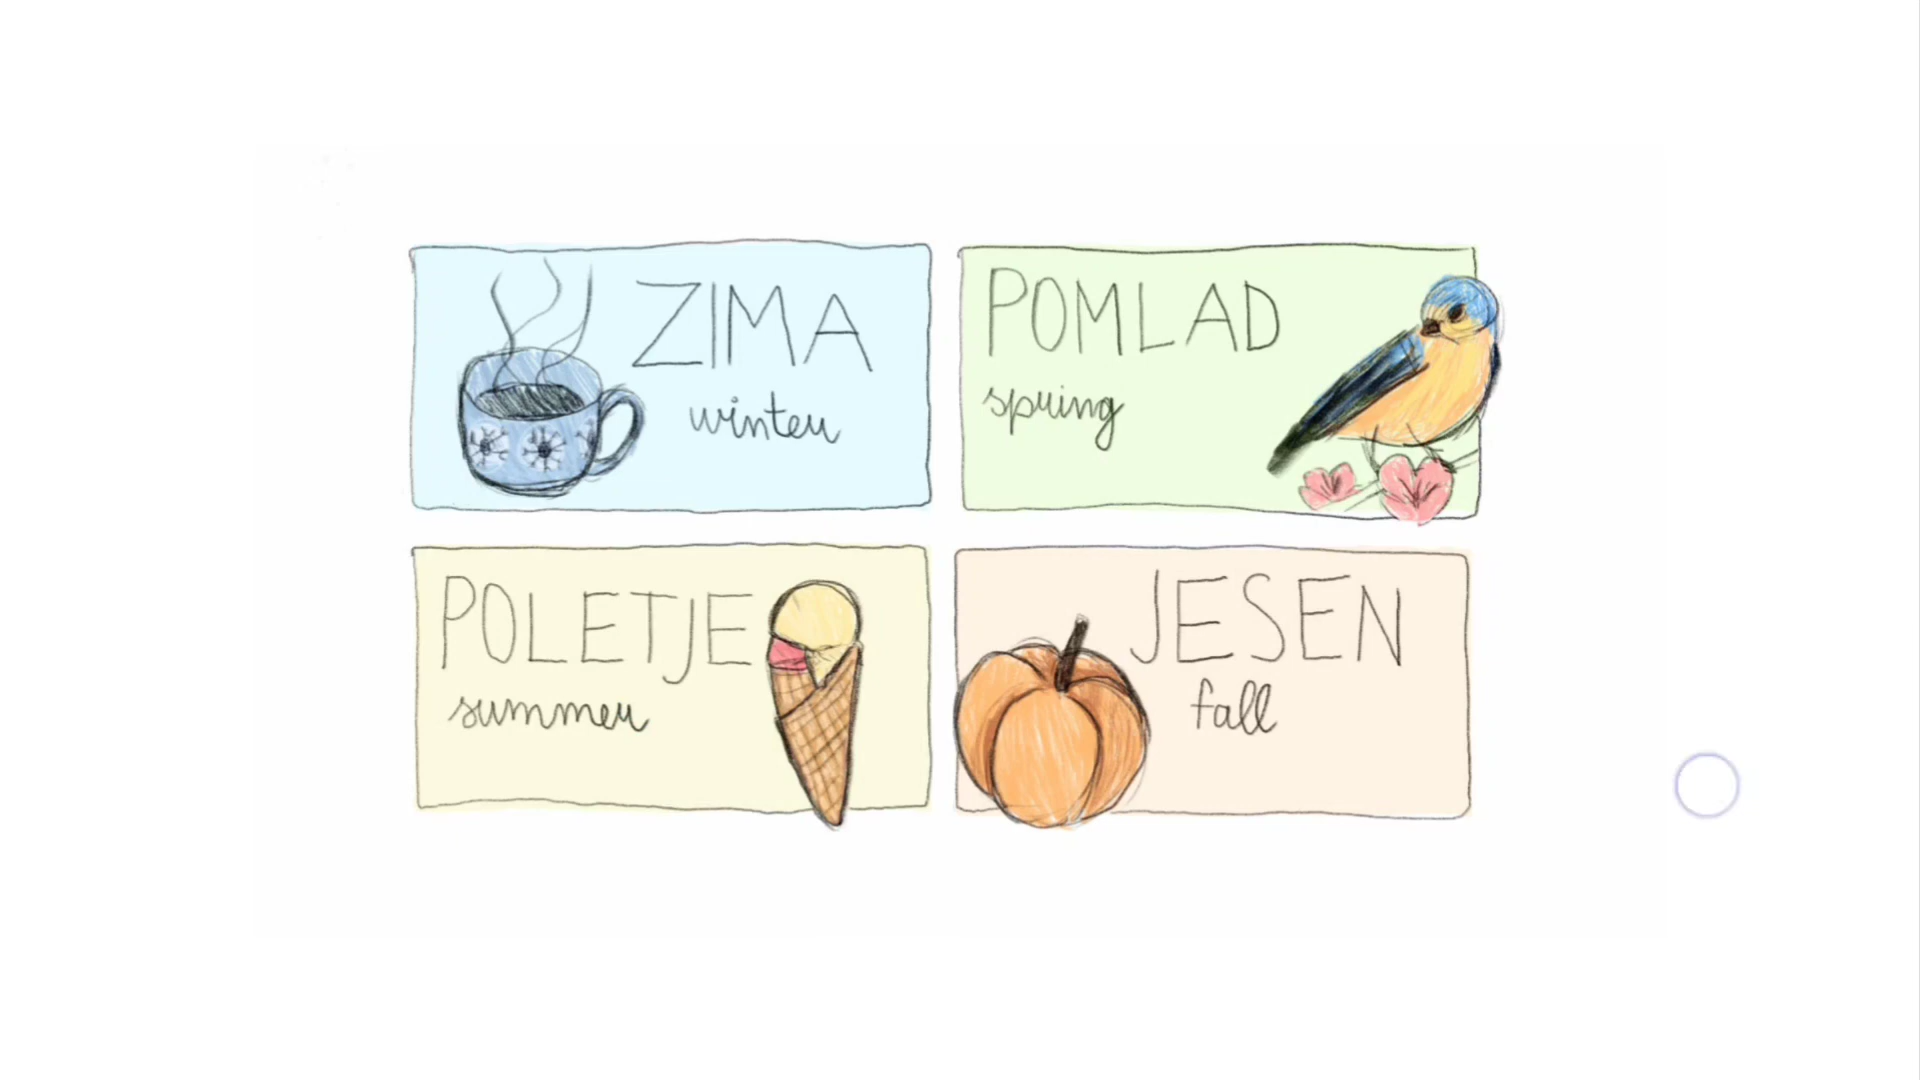 ZIMA
winter
POMLAD
spring
POLETJE
summer
JESEN
fall